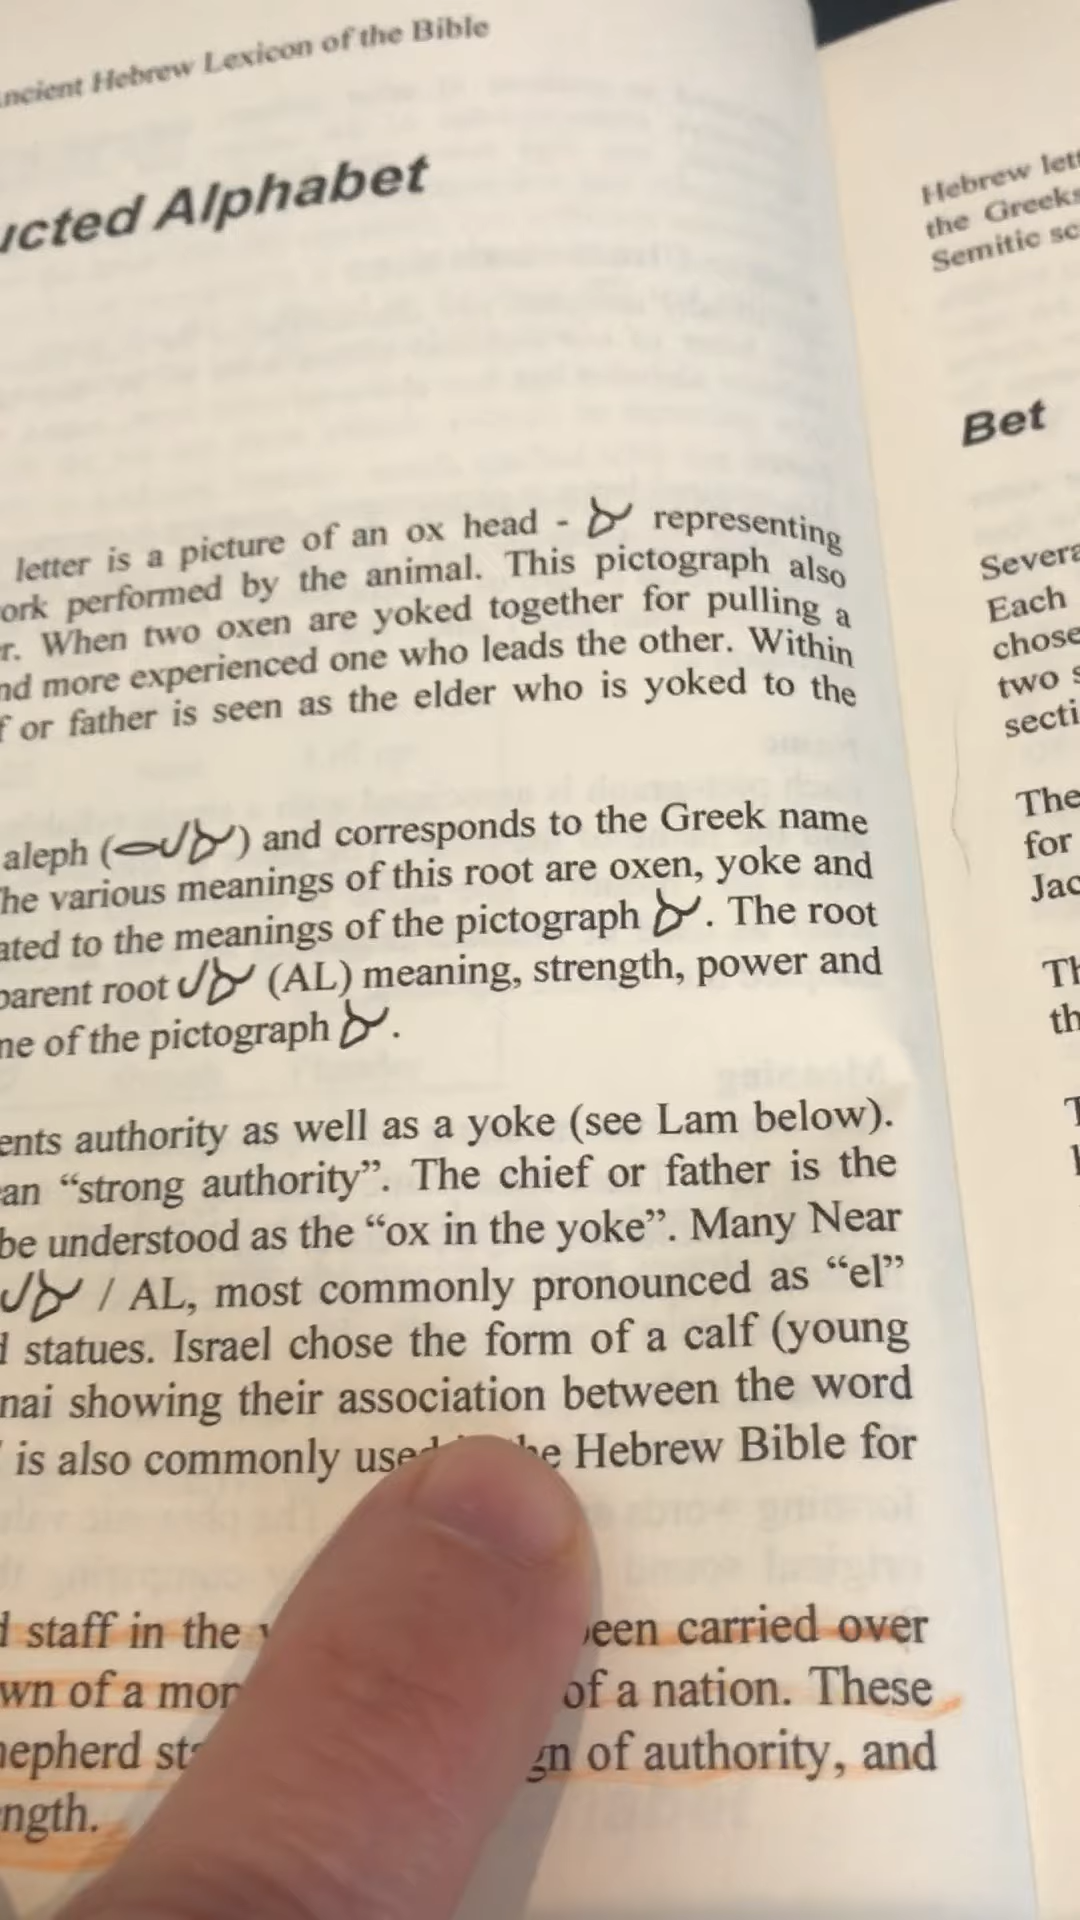 Ancient Hebrew Lexicon of the Bible
ucted Alphabet
letter is a picture of an ox head - representing
ork performed by the animal. This pictograph also
r. When two oxen are yoked together for pulling a
nd more experienced one who leads the other. Within
f or father is seen as the elder who is yoked to the
aleph ( ) and corresponds to the Greek name
The various meanings of this root are oxen, yoke and
ated to the meanings of the pictograph . The root
parent root (AL) meaning, strength, power and
me of the pictograph .
ents authority as well as a yoke (see Lam below).
an “strong authority”. The chief or father is the
be understood as the “ox in the yoke”. Many Near
/ AL, most commonly pronounced as “el”
d statues. Israel chose the form of a calf (young
nai showing their association between the word
is also commonly use he Hebrew Bible for
d staff in the een carried over
wn of a mon of a nation. These
hepherd sta gn of authority, and
ngth.
Hebrew lett
the Greeks
Semitic sc
Bet
Severa
Each
chose
two s
secti
The
for
Jac
Th
th